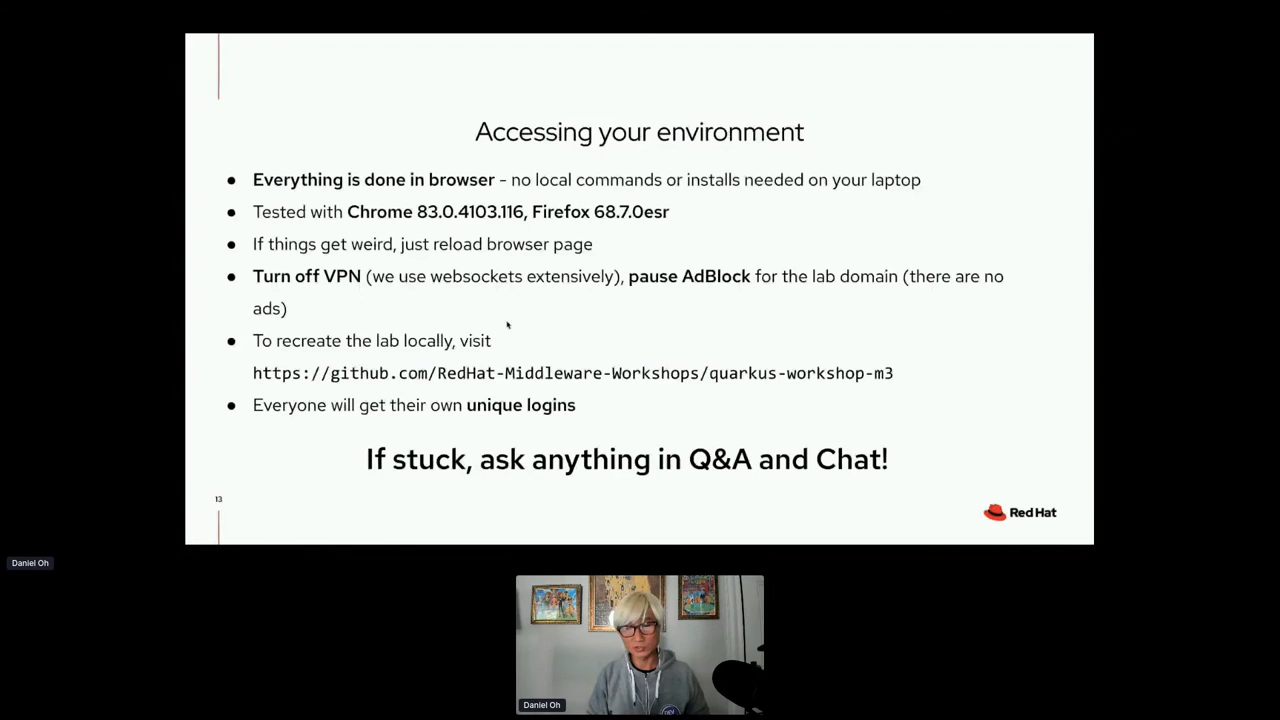 Accessing your environment
● Everything is done in browser - no local commands or installs needed on your laptop
● Tested with Chrome 83.0.4103.116, Firefox 68.7.0esr
● If things get weird, just reload browser page
● Turn off VPN (we use websockets extensively), pause AdBlock for the lab domain (there are no
ads)
● To recreate the lab locally, visit
https://github.com/RedHat-Middleware-Workshops/quarkus-workshop-m3
● Everyone will get their own unique logins
If stuck, ask anything in Q&A and Chat!
13
Red Hat
Daniel Oh
Daniel Oh